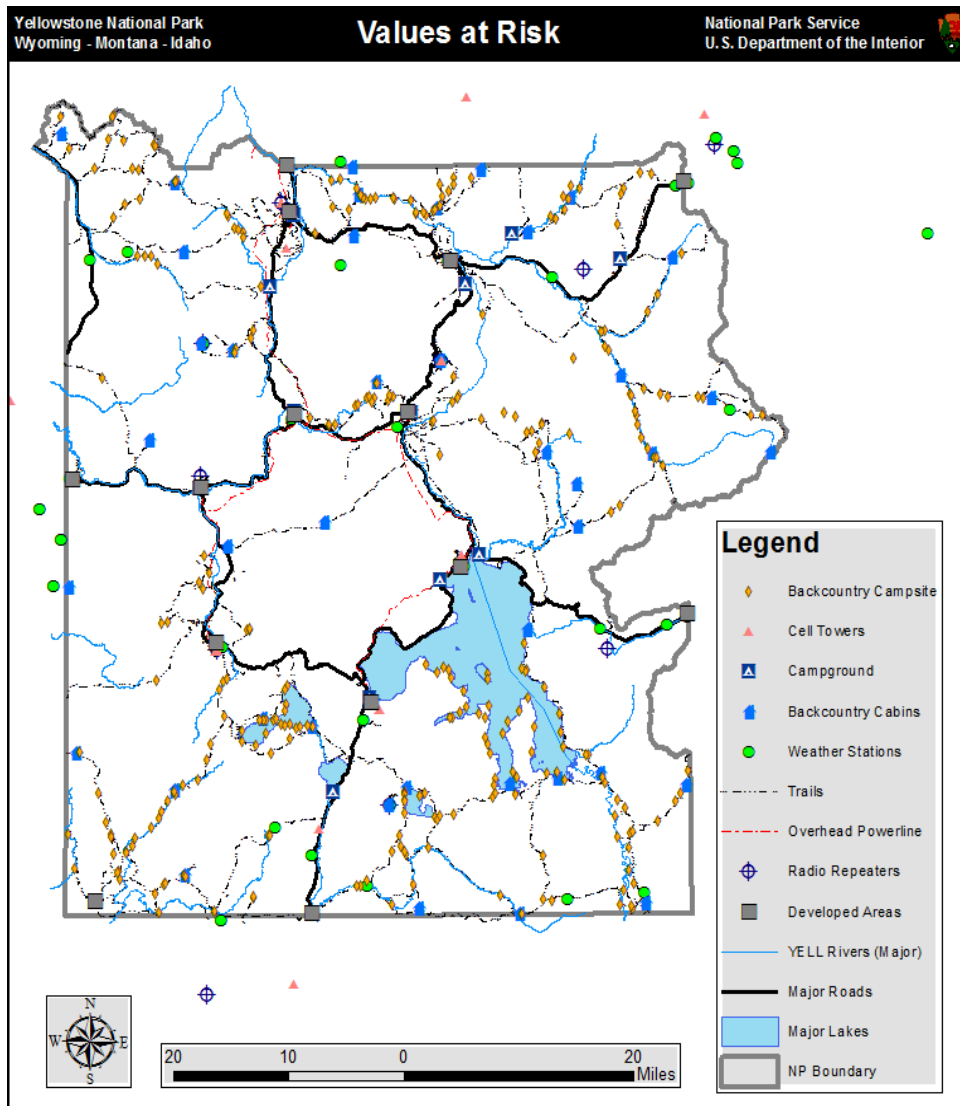 Yellowstone National Park
Wyoming - Montana - Idaho
Values at Risk
National Park Service
U.S. Department of the Interior
Legend
Backcountry Campsite
Cell Towers
Campground
Backcountry Cabins
Weather Stations
Trails
Overhead Powerline
Radio Repeaters
Developed Areas
YELL Rivers (Major)
Major Roads
Major Lakes
NP Boundary
N
W E
S
20 10 0 20
Miles